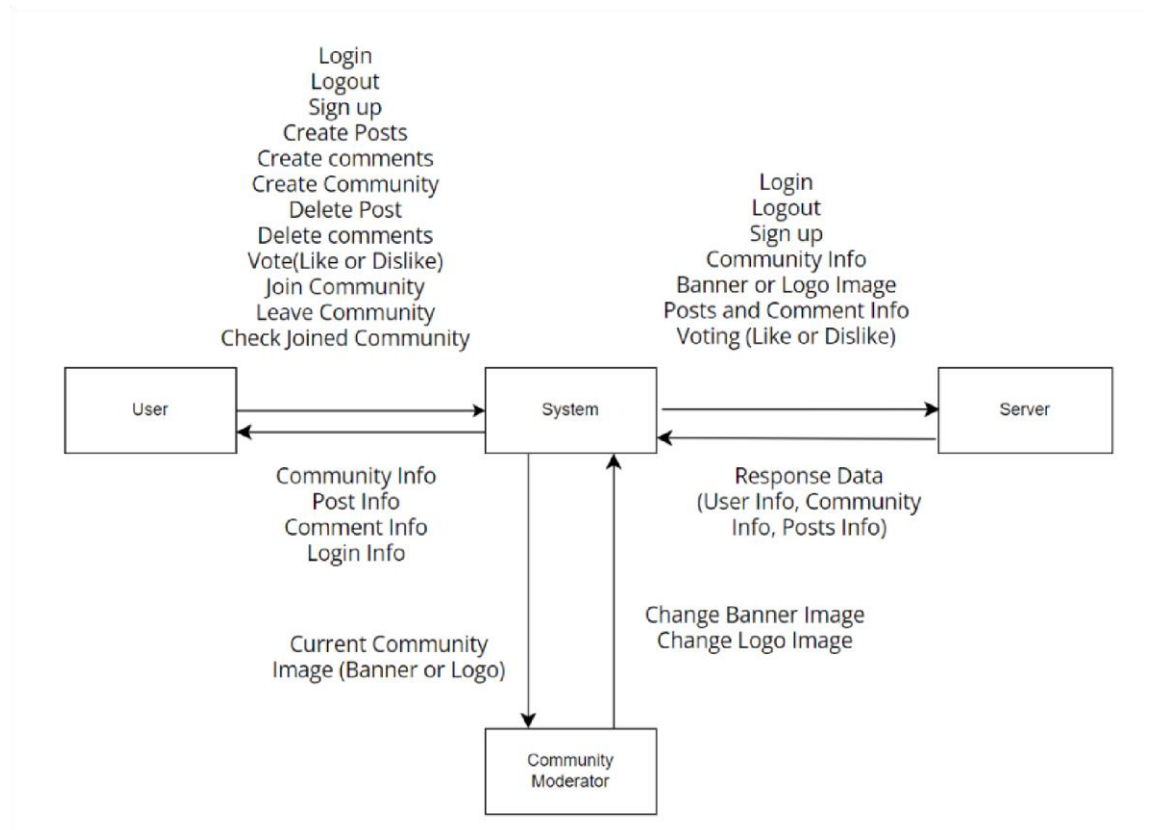 Login
Logout
Sign up
Create Posts
Create comments
Create Community
Delete Post
Delete comments
Vote(Like or Dislike)
Join Community
Leave Community
Check Joined Community
Login
Logout
Sign up
Community Info
Banner or Logo Image
Posts and Comment Info
Voting (Like or Dislike)
User
System
Server
Community Info
Post Info
Comment Info
Login Info
Response Data
(User Info, Community
Info, Posts Info)
Current Community
Image (Banner or Logo)
Change Banner Image
Change Logo Image
Community
Moderator